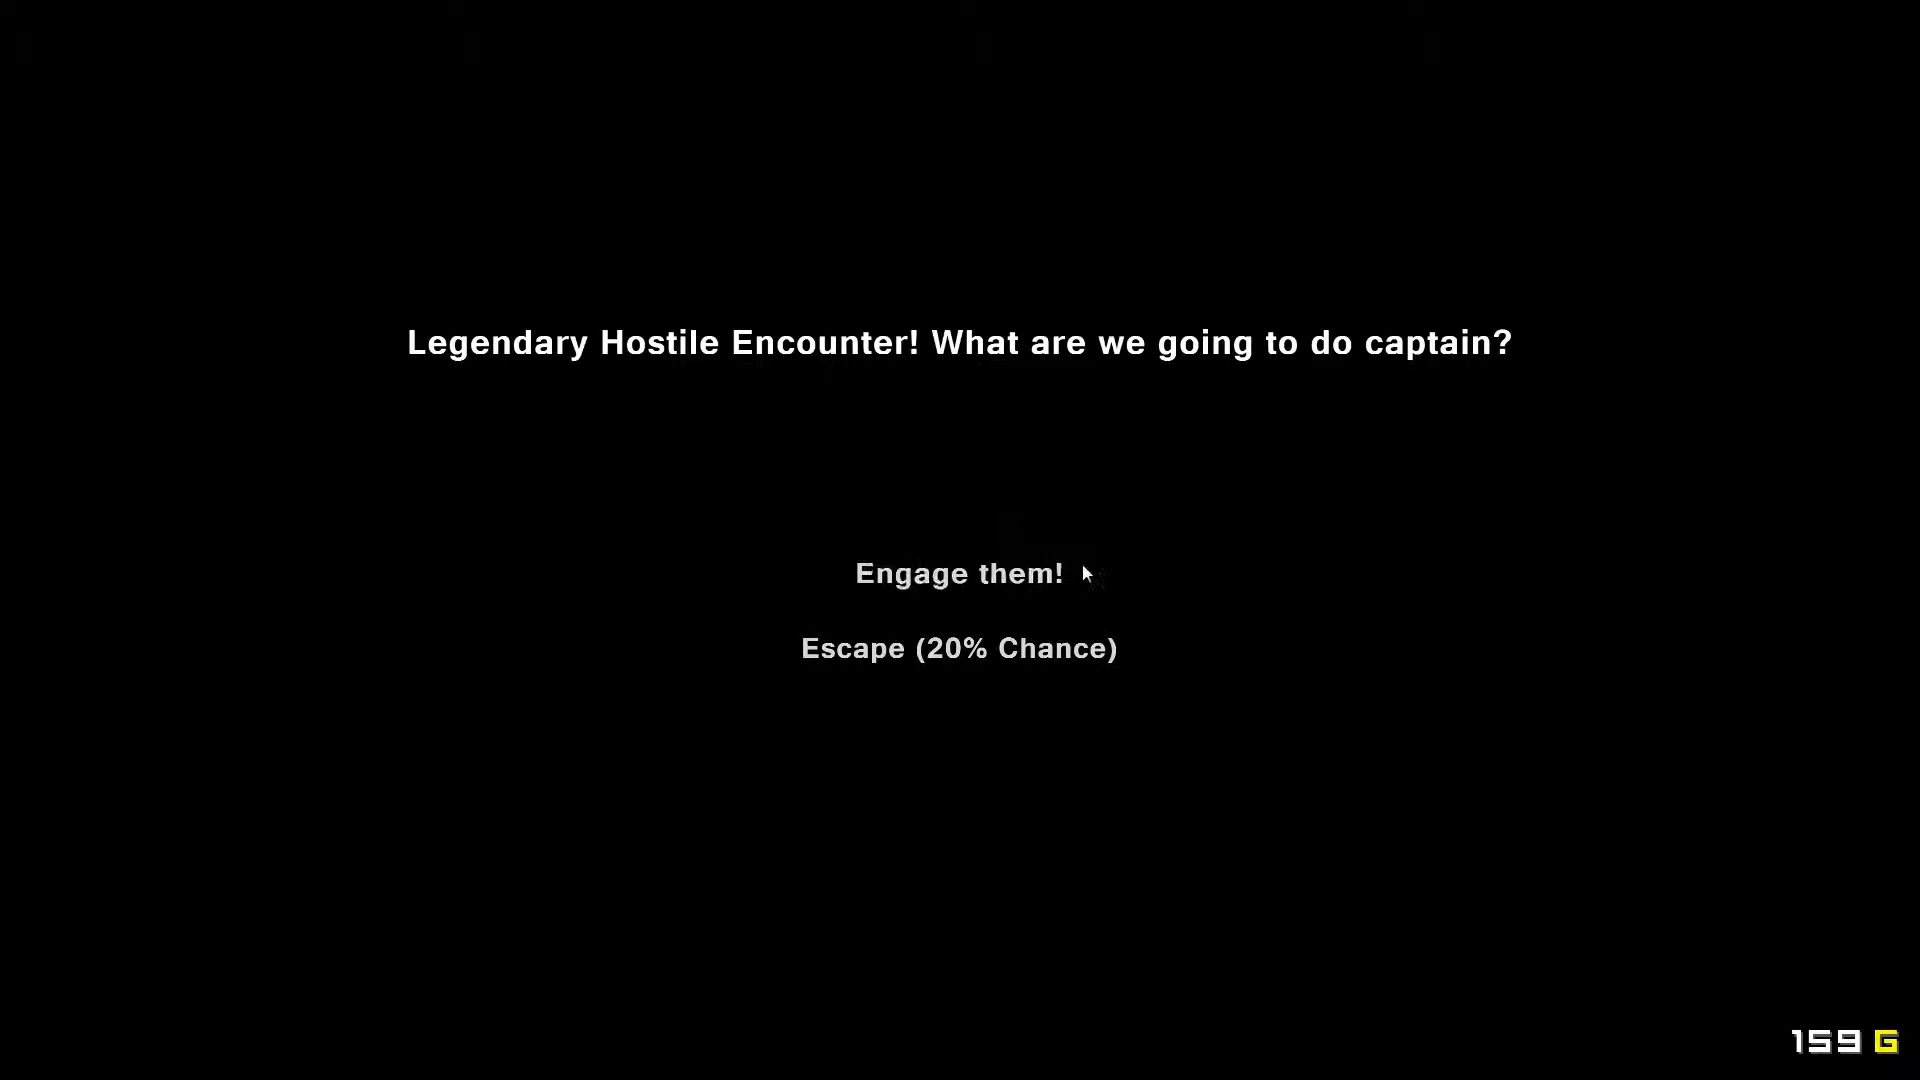 Legendary Hostile Encounter! What are we going to do captain?
Engage them!
Escape (20% Chance)
159 G